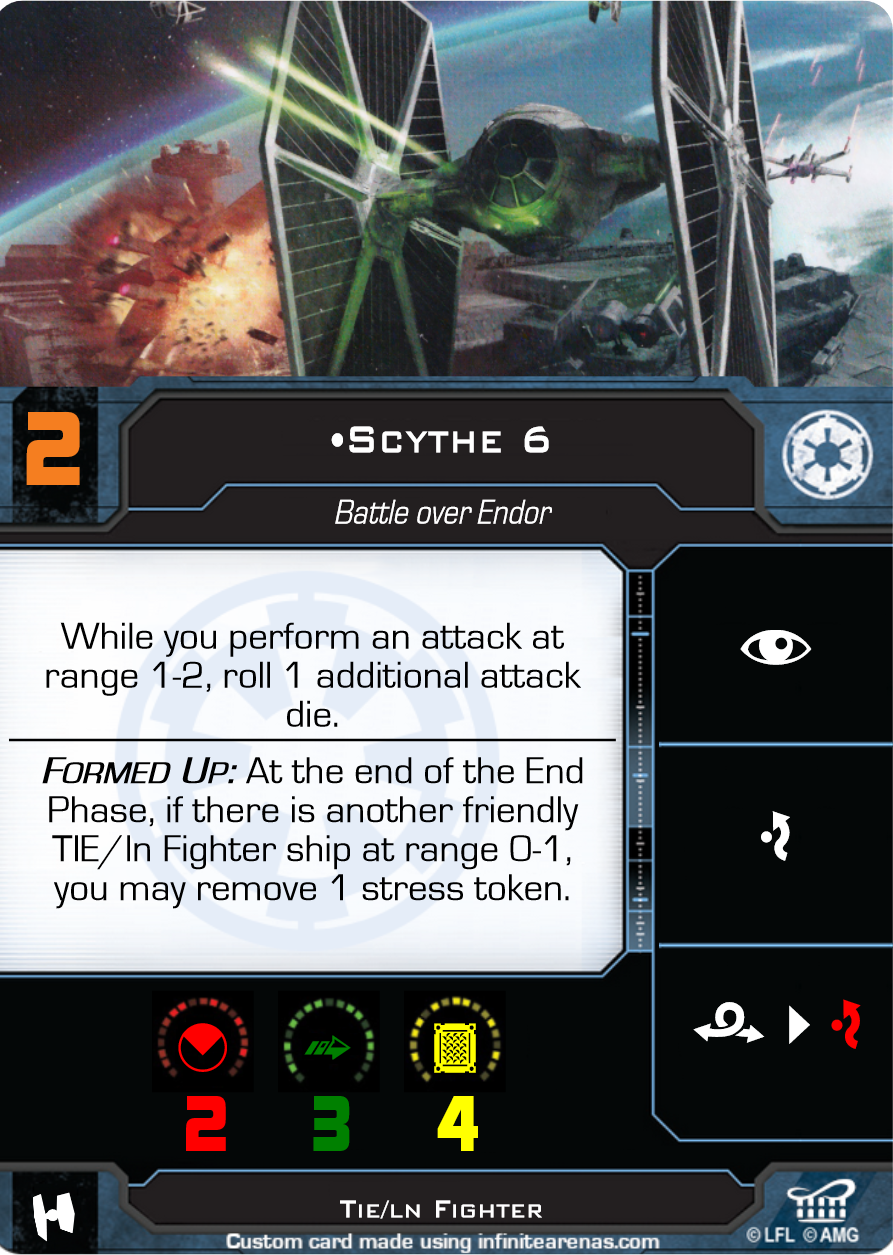 2
•Scythe 6
Battle over Endor
While you perform an attack at
range 1-2, roll 1 additional attack
die.
Formed Up: At the end of the End
Phase, if there is another friendly
TIE/ln Fighter ship at range 0-1,
you may remove 1 stress token.
2 3 4
Tie/ln Fighter
Custom card made using infinitearenas.com
© LFL © AMG